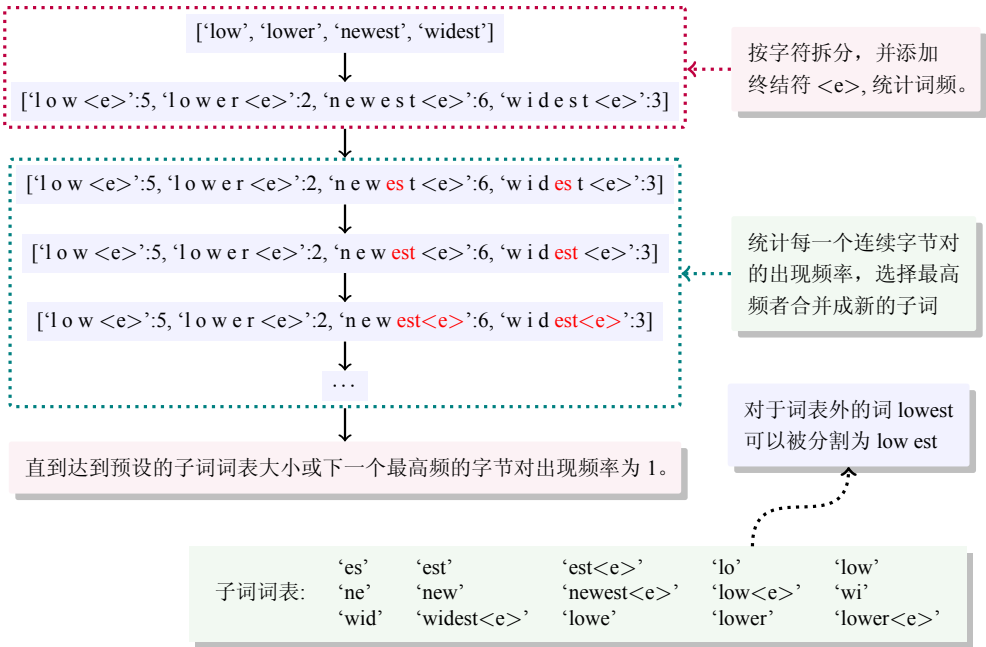 [‘low’, ‘lower’, ‘newest’, ‘widest’]
[‘l o w <e>’:5, ‘l o w e r <e>’:2, ‘n e w e s t <e>’:6, ‘w i d e s t <e>’:3]
按字符拆分，并添加
终结符 <e>, 统计词频。
[‘l o w <e>’:5, ‘l o w e r <e>’:2, ‘n e w es t <e>’:6, ‘w i d es t <e>’:3]
[‘l o w <e>’:5, ‘l o w e r <e>’:2, ‘n e w est <e>’:6, ‘w i d est <e>’:3]
[‘l o w <e>’:5, ‘l o w e r <e>’:2, ‘n e w est<e>’:6, ‘w i d est<e>’:3]
···
统计每一个连续字节对
的出现频率，选择最高
频者合并成新的子词
直到达到预设的子词词表大小或下一个最高频的字节对出现频率为 1。
对于词表外的词 lowest
可以被分割为 low est
子词词表:
‘es’ ‘est’ ‘est<e>’ ‘lo’ ‘low’
‘ne’ ‘new’ ‘newest<e>’ ‘low<e>’ ‘wi’
‘wid’ ‘widest<e>’ ‘lowe’ ‘lower’ ‘lower<e>’